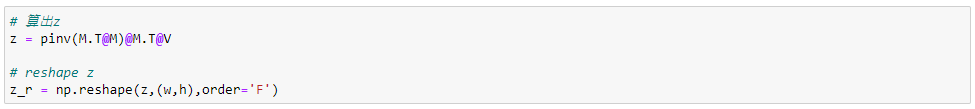 # 算出z
z = pinv(M.T@M)@M.T@V
# reshape z
z_r = np.reshape(z,(w,h),order='F')